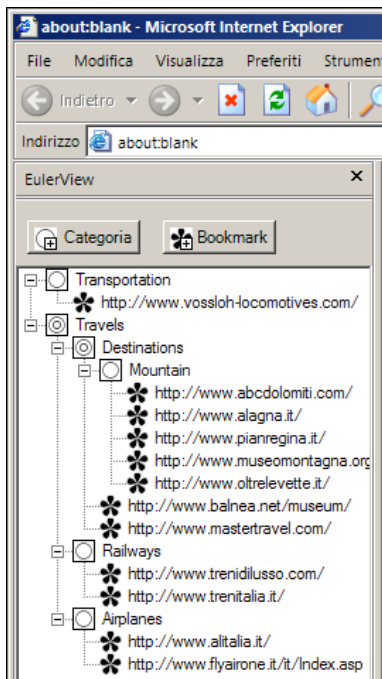 about:blank - Microsoft Internet Explorer
File Modifica Visualizza Preferiti
Indietro
Indirizzo about:blank
EulerView
Categoria Bookmark
Transportation
http://www.vossloh-locomotives.com/
Travels
Destinations
Mountain
http://www.abcdolomiti.com/
http://www.alagna.it/
http://www.pianregina.it/
http://www.museomontagna.org
http://www.oltrelevette.it/
http://www.balnea.net/museum/
http://www.mastertravel.com/
Railways
http://www.trenidilusso.com/
http://www.trenitalia.it/
Airplanes
http://www.alitalia.it/
http://www.flyairone.it/it/Index.asp